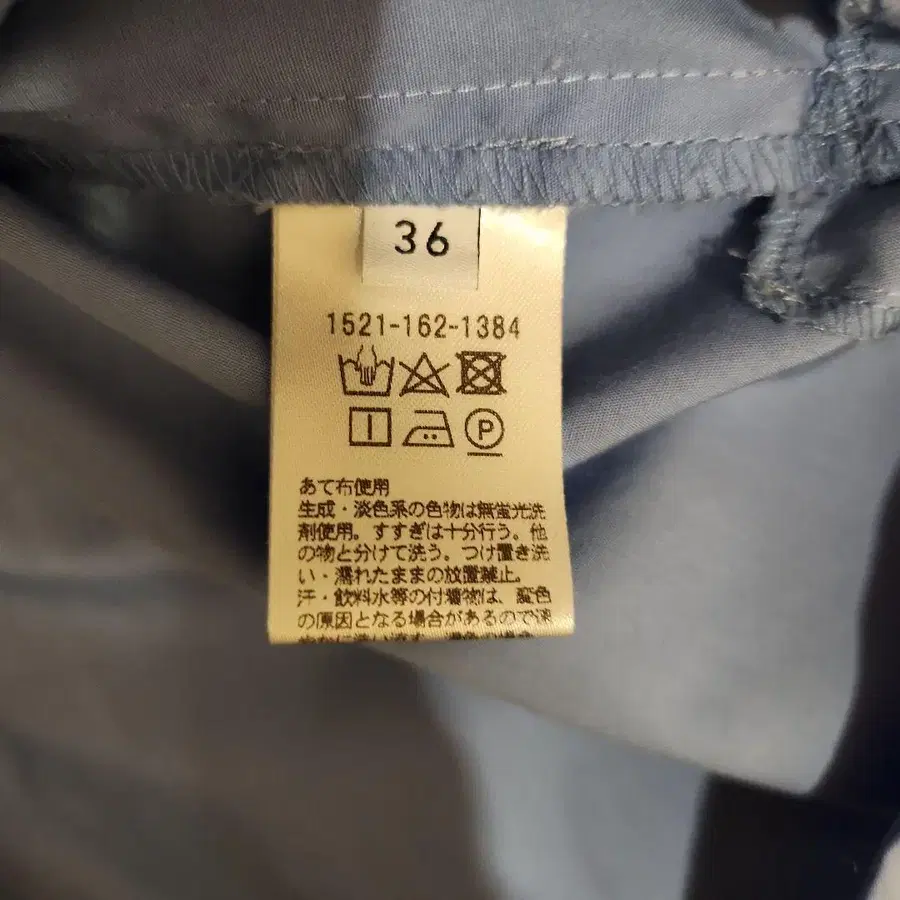 36
1521-162-1384
P
あて布使用
生成・淡色系の色物は無蛍光洗
剤使用。すすぎは十分行う。他
の物と分けて洗う。つけ置き洗
い・濡れたままの放置禁止。
汗・飲料水等の付着物は、変色
の原因となる場合があるので速